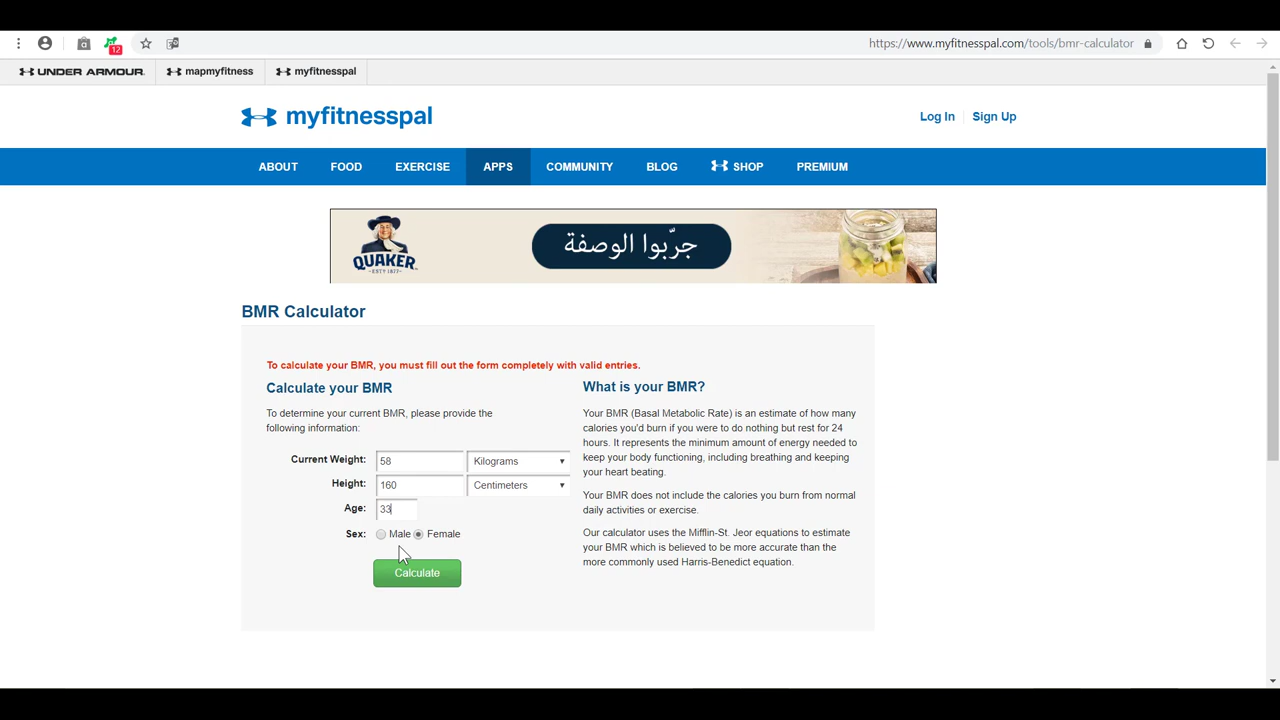 12
https://www.myfitnesspal.com/tools/bmr-calculator
UNDER ARMOUR
mapmyfitness
myfitnesspal
myfitnesspal
Log In
Sign Up
ABOUT
FOOD
EXERCISE
APPS
COMMUNITY
BLOG
SHOP
PREMIUM
QUAKER
EST 1877
جرّبوا الوصفة
BMR Calculator
To calculate your BMR, you must fill out the form completely with valid entries.
Calculate your BMR
To determine your current BMR, please provide the
following information:
Current Weight: 58 Kilograms
Height: 160 Centimeters
Age: 33
Sex: Male Female
Calculate
What is your BMR?
Your BMR (Basal Metabolic Rate) is an estimate of how many
calories you'd burn if you were to do nothing but rest for 24
hours. It represents the minimum amount of energy needed to
keep your body functioning, including breathing and keeping
your heart beating.
Your BMR does not include the calories you burn from normal
daily activities or exercise.
Our calculator uses the Mifflin-St. Jeor equations to estimate
your BMR which is believed to be more accurate than the
more commonly used Harris-Benedict equation.